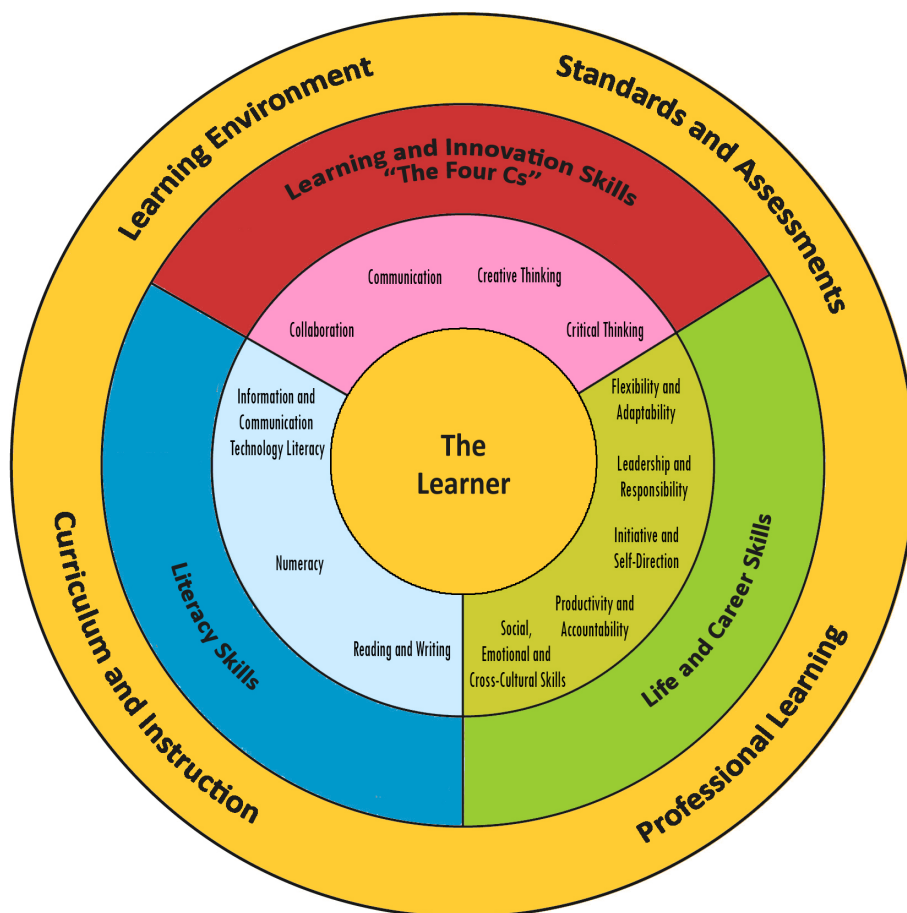 Learning Environment
Standards and Assessments
Learning and Innovation Skills
“The Four Cs”
Communication
Creative Thinking
Collaboration
Critical Thinking
Information and
Communication
Technology Literacy
Numeracy
Reading and Writing
Literacy Skills
The
Learner
Flexibility and
Adaptability
Leadership and
Responsibility
Initiative and
Self-Direction
Productivity and
Accountability
Social,
Emotional and
Cross-Cultural Skills
Life and Career Skills
Curriculum and Instruction
Professional Learning